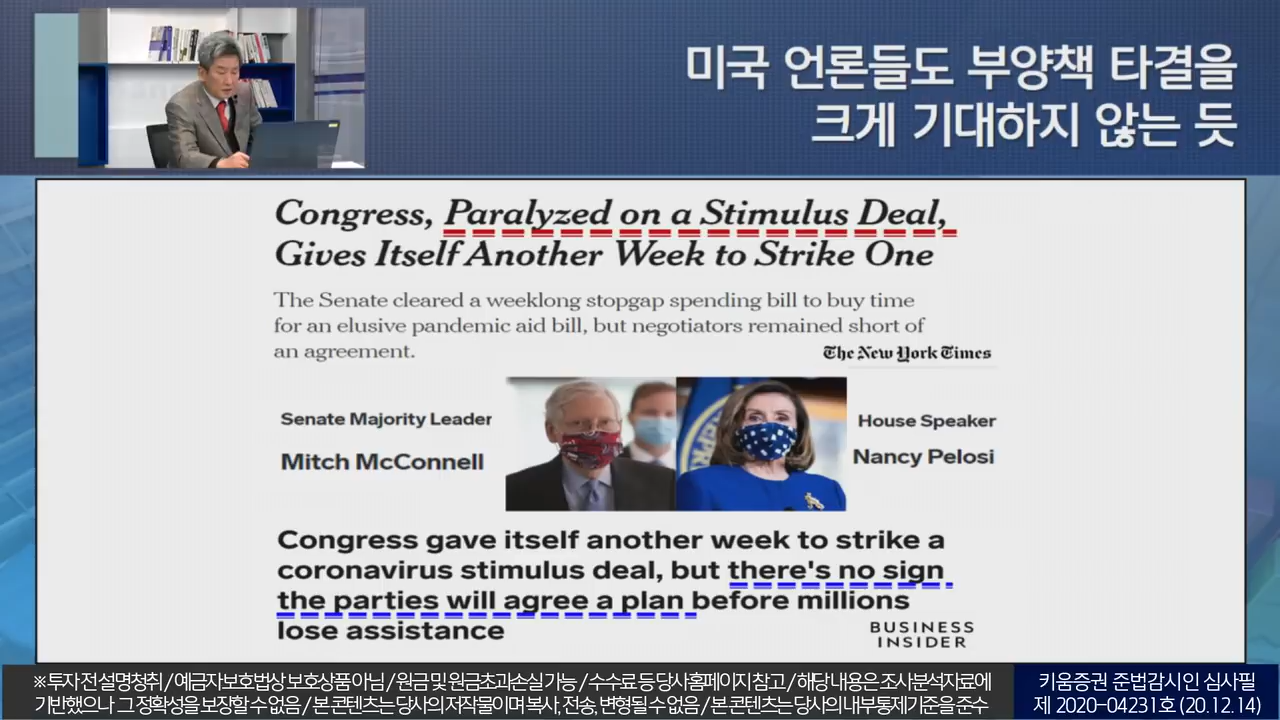 미국 언론들도 부양책 타결을
크게 기대하지 않는 듯
Congress, Paralyzed on a Stimulus Deal,
Gives Itself Another Week to Strike One
The Senate cleared a weeklong stopgap spending bill to buy time
for an elusive pandemic aid bill, but negotiators remained short of
an agreement.
The New York Times
Senate Majority Leader
Mitch McConnell
House Speaker
Nancy Pelosi
Congress gave itself another week to strike a
coronavirus stimulus deal, but there's no sign
the parties will agree a plan before millions
lose assistance
BUSINESS
INSIDER
※ 투자 전 설명청취 / 예금자보호법상 보호상품 아님 / 원금 및 원금초과손실 가능 / 수수료 등 당사홈페이지 참고 / 해당 내용은 조사분석자료에
기반했으나 그 정확성을 보장할 수 없음 / 본 콘텐츠는 당사의 저작물이며 복사, 전송, 변형될 수 없음 / 본 콘텐츠는 당사의 내부통제기준을 준수
키움증권 준법감시인 심사필
제 2020-04231호 (20.12.14)